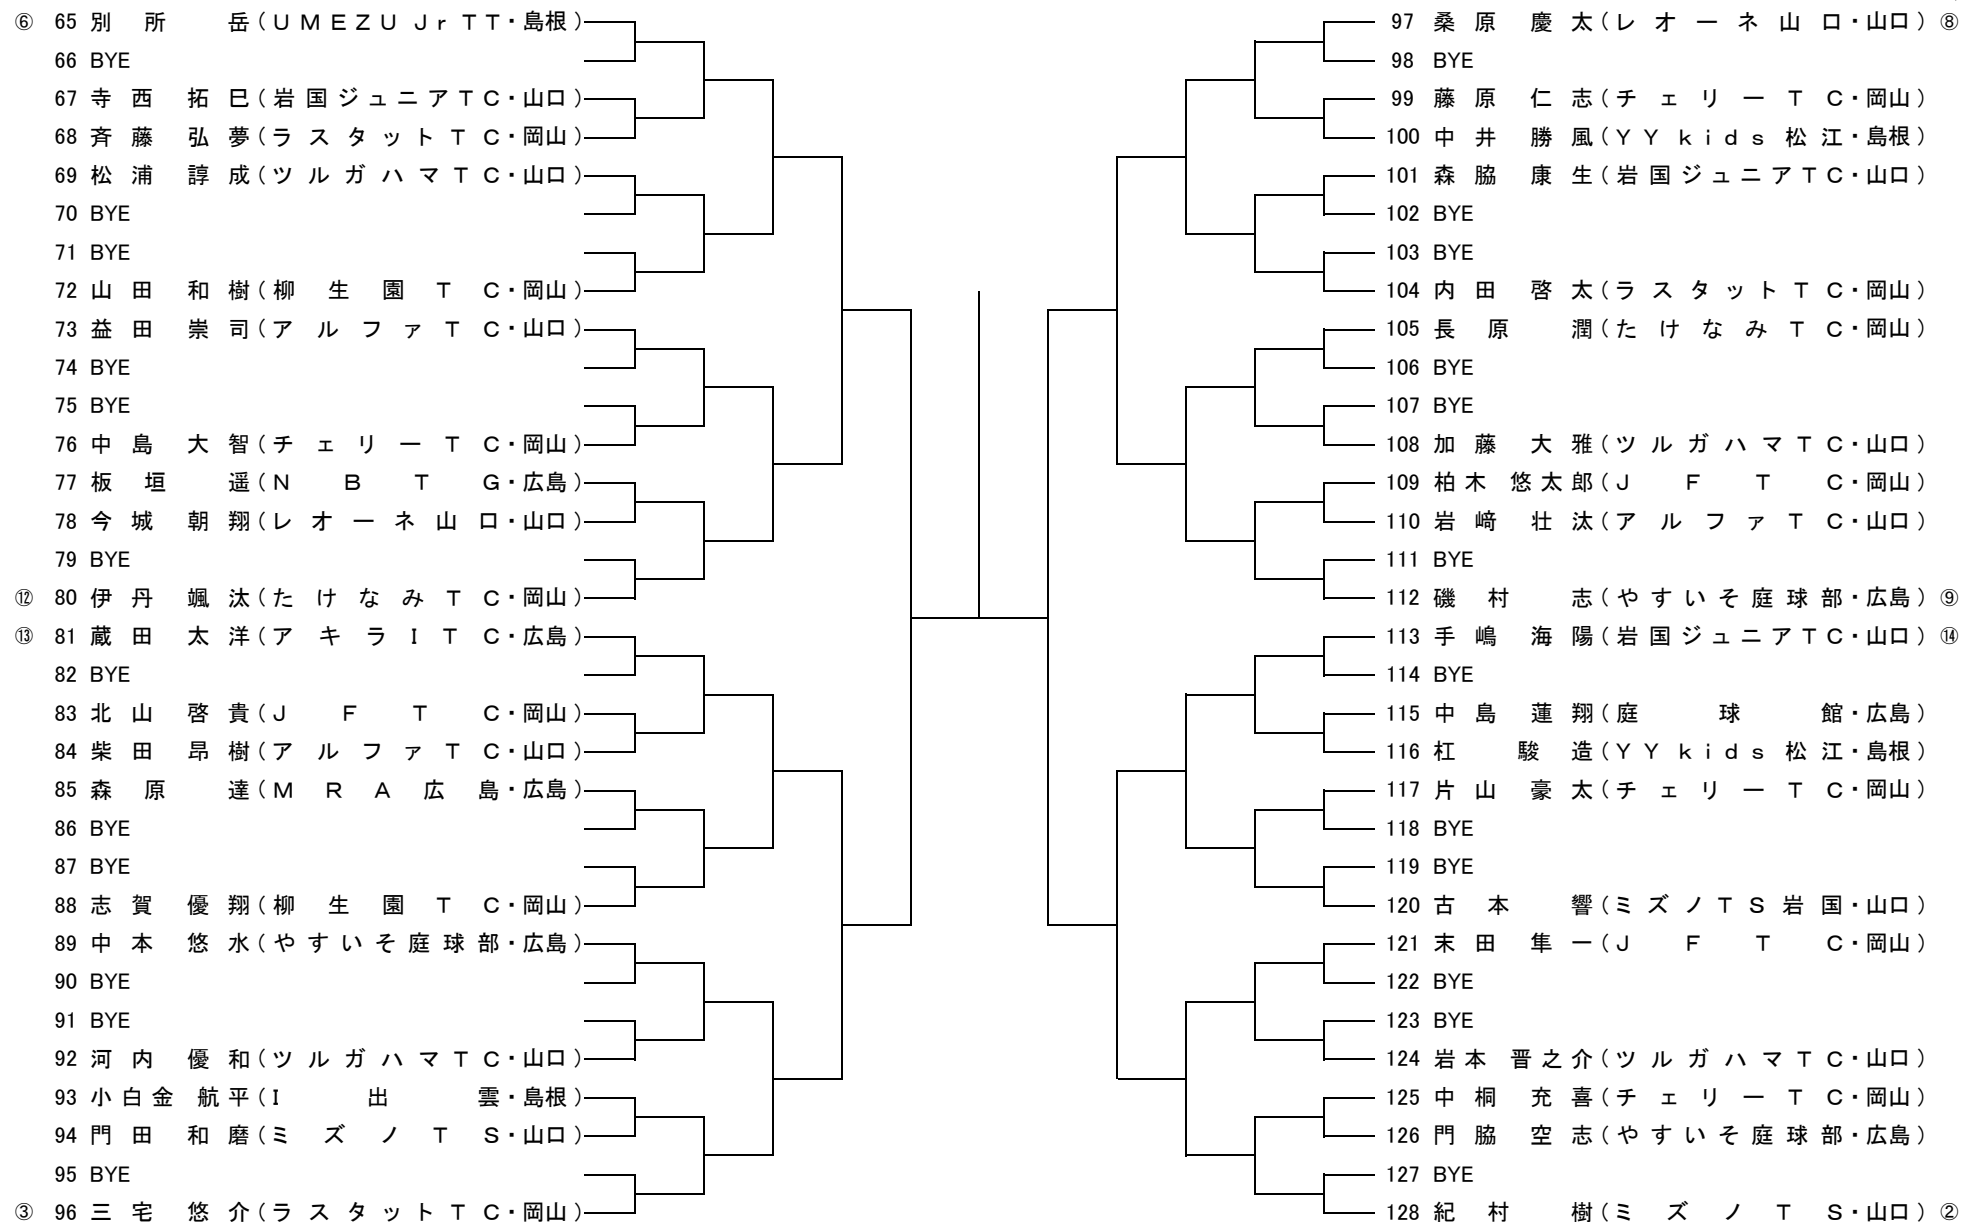 ⑥ 65 別所 岳(UMEZU Jr TT・島根)
66 BYE
67 寺西 拓巳(岩国ジュニアTC・山口)
68 斉藤 弘夢(ラスタットTC・岡山)
69 松浦 諄成(ツルガハマTC・山口)
70 BYE
71 BYE
72 山田 和樹(柳生園TC・岡山)
73 益田 崇司(アルファTC・山口)
74 BYE
75 BYE
76 中島 大智(チェリーTC・岡山)
77 板垣 遥(NBTG・広島)
78 今城 朝翔(レオーネ山口・山口)
79 BYE
⑫ 80 伊丹 颯汰(たけなみTC・岡山)
⑬ 81 蔵田 太洋(アキラITC・広島)
82 BYE
83 北山 啓貴(JFTC・岡山)
84 柴田 昂樹(アルファTC・山口)
85 森原 達(MRA広島・広島)
86 BYE
87 BYE
88 志賀 優翔(柳生園TC・岡山)
89 中本 悠水(やすいそ庭球部・広島)
90 BYE
91 BYE
92 河内 優和(ツルガハマTC・山口)
93 小白金 航平(I出雲・島根)
94 門田 和磨(ミズノTS・山口)
95 BYE
③ 96 三宅 悠介(ラスタットTC・岡山)
97 桑原 慶太(レオーネ山口・山口) ⑧
98 BYE
99 藤原 仁志(チェリーTC・岡山)
100 中井 勝風(YYkids松江・島根)
101 森脇 康生(岩国ジュニアTC・山口)
102 BYE
103 BYE
104 内田 啓太(ラスタットTC・岡山)
105 長原 潤(たけなみTC・岡山)
106 BYE
107 BYE
108 加藤 大雅(ツルガハマTC・山口)
109 柏木 悠太郎(JFTC・岡山)
110 岩﨑 壮汰(アルファTC・山口)
111 BYE
112 磯村 志(やすいそ庭球部・広島) ⑨
113 手嶋 海陽(岩国ジュニアTC・山口) ⑭
114 BYE
115 中島 蓮翔(庭球館・広島)
116 杠 駿造(YYkids松江・島根)
117 片山 豪太(チェリーTC・岡山)
118 BYE
119 BYE
120 古本 響(ミズノTS岩国・山口)
121 末田 隼一(JFTC・岡山)
122 BYE
123 BYE
124 岩本 晋之介(ツルガハマTC・山口)
125 中桐 充喜(チェリーTC・岡山)
126 門脇 空志(やすいそ庭球部・広島)
127 BYE
128 紀村 樹(ミズノTS・山口) ②